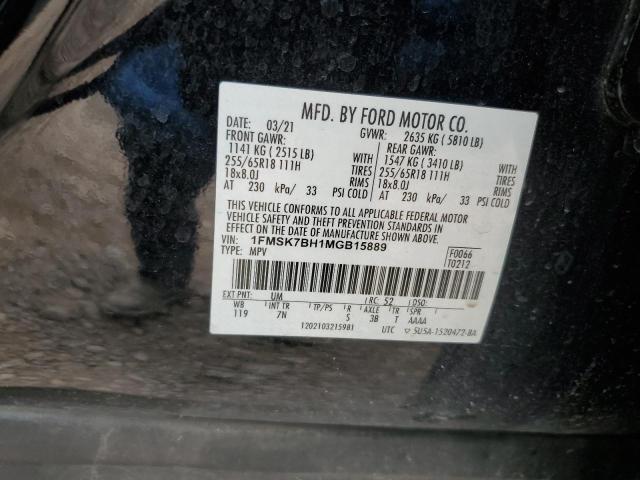 MFD. BY FORD MOTOR CO.
DATE: 03/21 GVWR: 2635 KG ( 5810 LB)
FRONT GAWR: REAR GAWR:
1141 KG ( 2515 LB) WITH 1547 KG ( 3410 LB) WITH
255/65R18 111H TIRES 255/65R18 111H TIRES
18x8.0J RIMS 18x8.0J RIMS
AT 230 kPa/ 33 PSI COLD AT 230 kPa/ 33 PSI COLD
THIS VEHICLE CONFORMS TO ALL APPLICABLE FEDERAL MOTOR
VEHICLE SAFETY AND THEFT PREVENTION STANDARDS IN
EFFECT ON THE DATE OF MANUFACTURE SHOWN ABOVE.
VIN: 1FMSK7BH1MGB15889 F0066
TYPE: MPV T0212
EXT PNT: UM RC: 52 DSO:
WB INT TR TP/PS R AXLE TR SPR
119 7N S 3B T AAAA
1202103215981 UTC 5U5A-1520472-BA